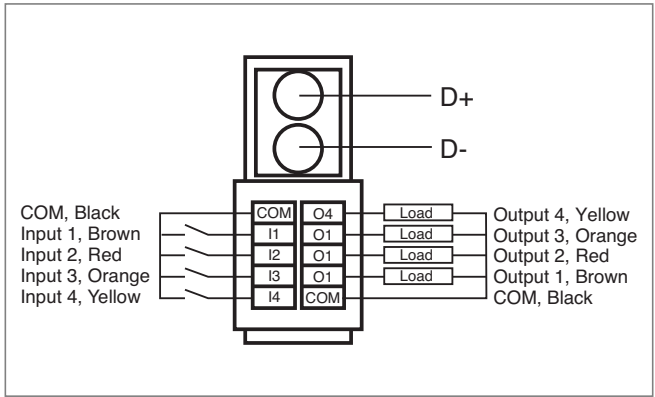 D+
D-
COM, Black
Input 1, Brown
Input 2, Red
Input 3, Orange
Input 4, Yellow
COM
I1
I2
I3
I4
O4
O1
O1
O1
COM
Load
Load
Load
Load
Output 4, Yellow
Output 3, Orange
Output 2, Red
Output 1, Brown
COM, Black